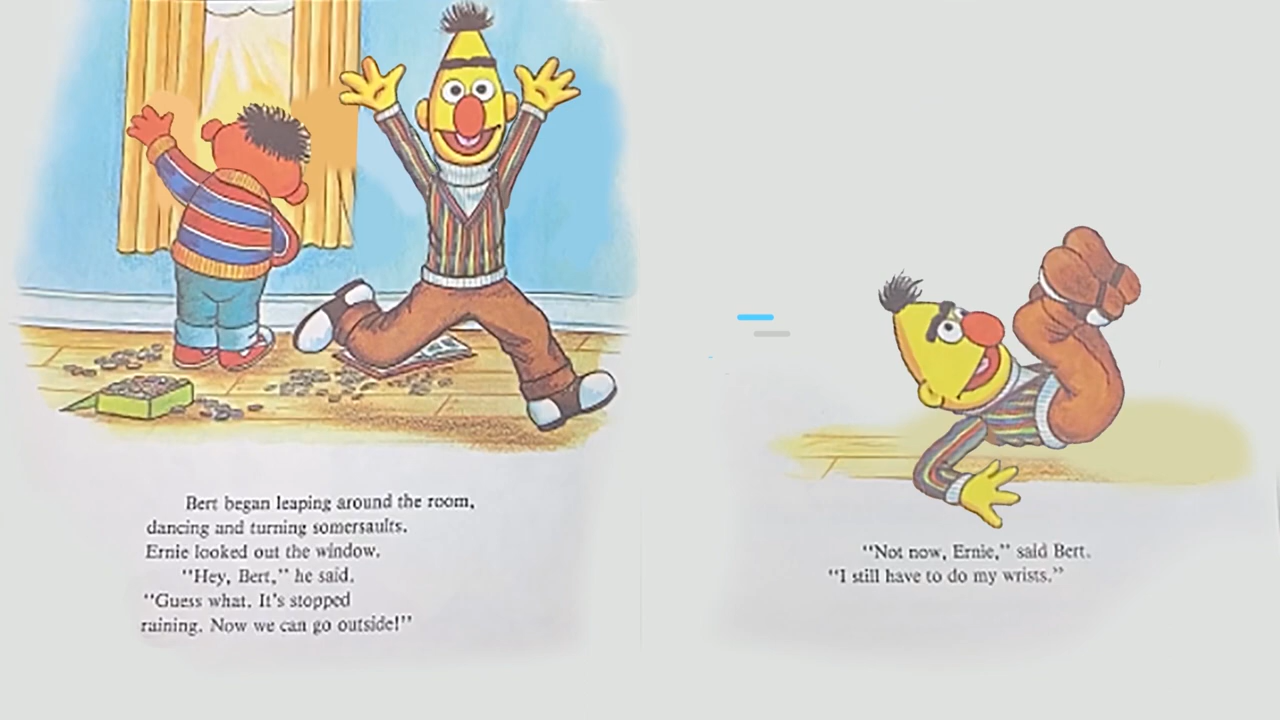 Bert began leaping around the room,
dancing and turning somersaults.
Ernie looked out the window.
"Hey, Bert," he said.
"Guess what. It's stopped
raining. Now we can go outside!"
"Not now, Ernie," said Bert.
"I still have to do my wrists."